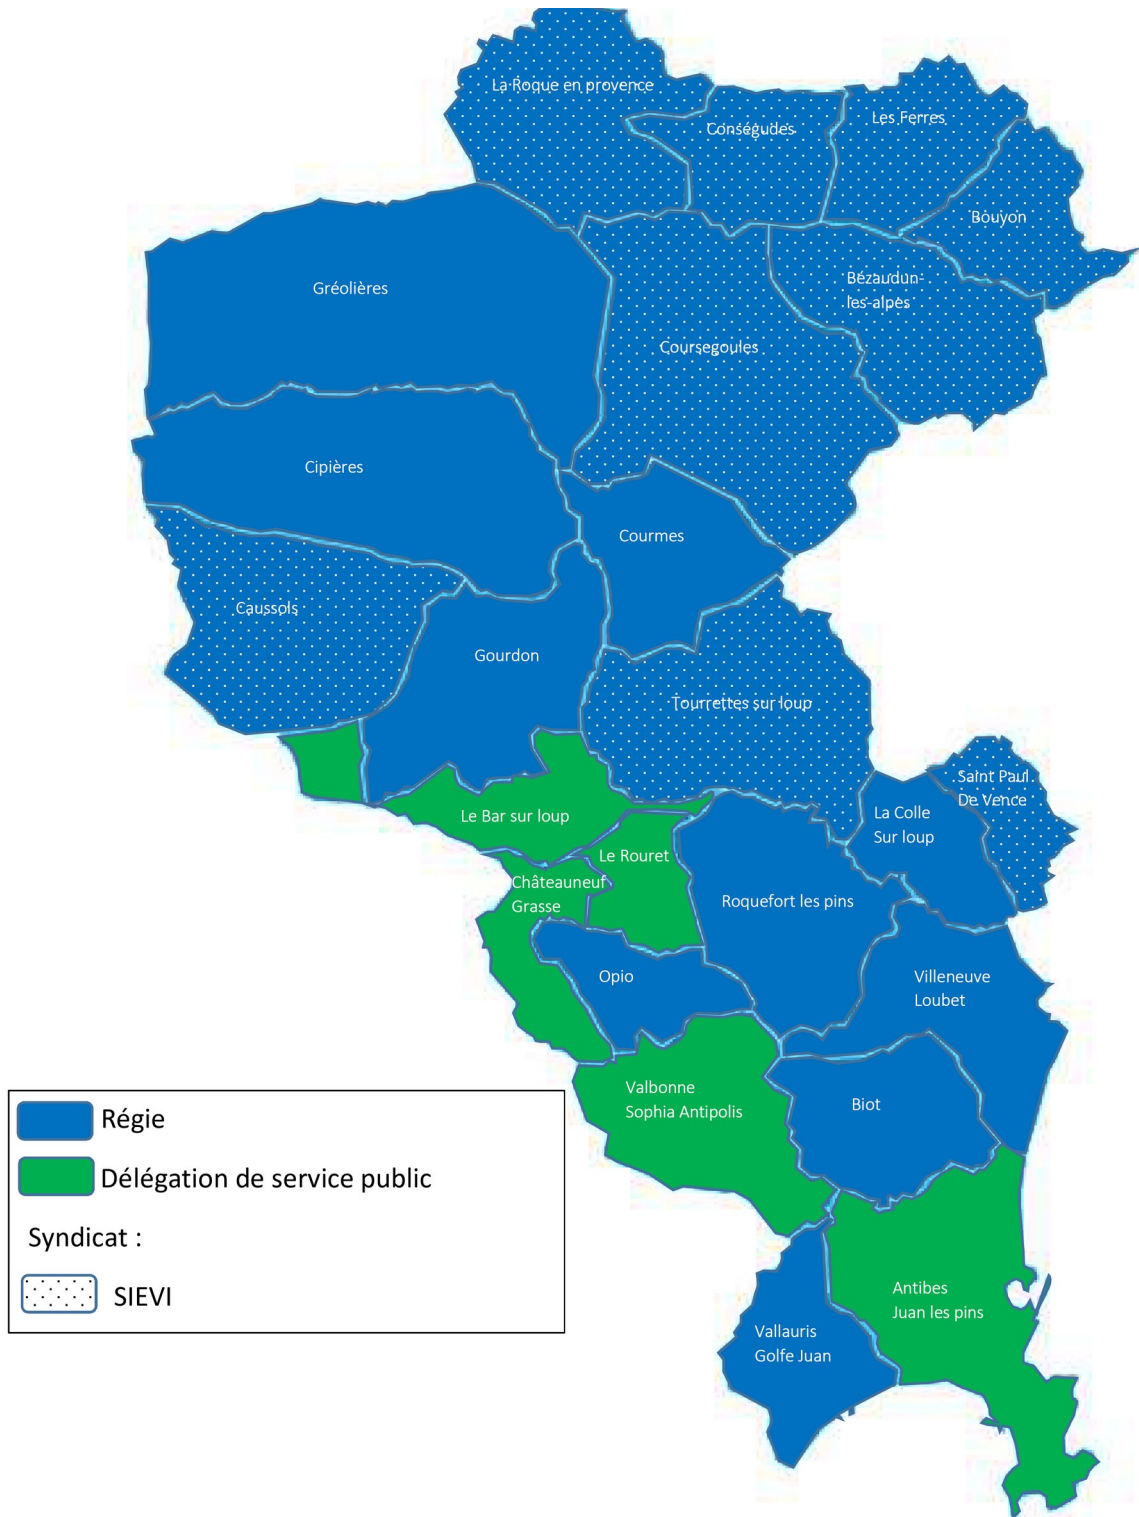 La Roque en provence
Conségudes
Les Ferres
Bouyon
Bézaudun-
les-alpes
Gréolières
Coursegoules
Cipières
Courmes
Caussols
Gourdon
Tourrettes sur loup
Saint Paul
De Vence
La Colle
Sur loup
Le Bar sur loup
Le Rouret
Châteauneuf
Grasse
Roquefort les pins
Opio
Villeneuve
Loubet
Valbonne
Sophia Antipolis
Biot
Antibes
Juan les pins
Vallauris
Golfe Juan
Régie
Délégation de service public
Syndicat :
SIEVI